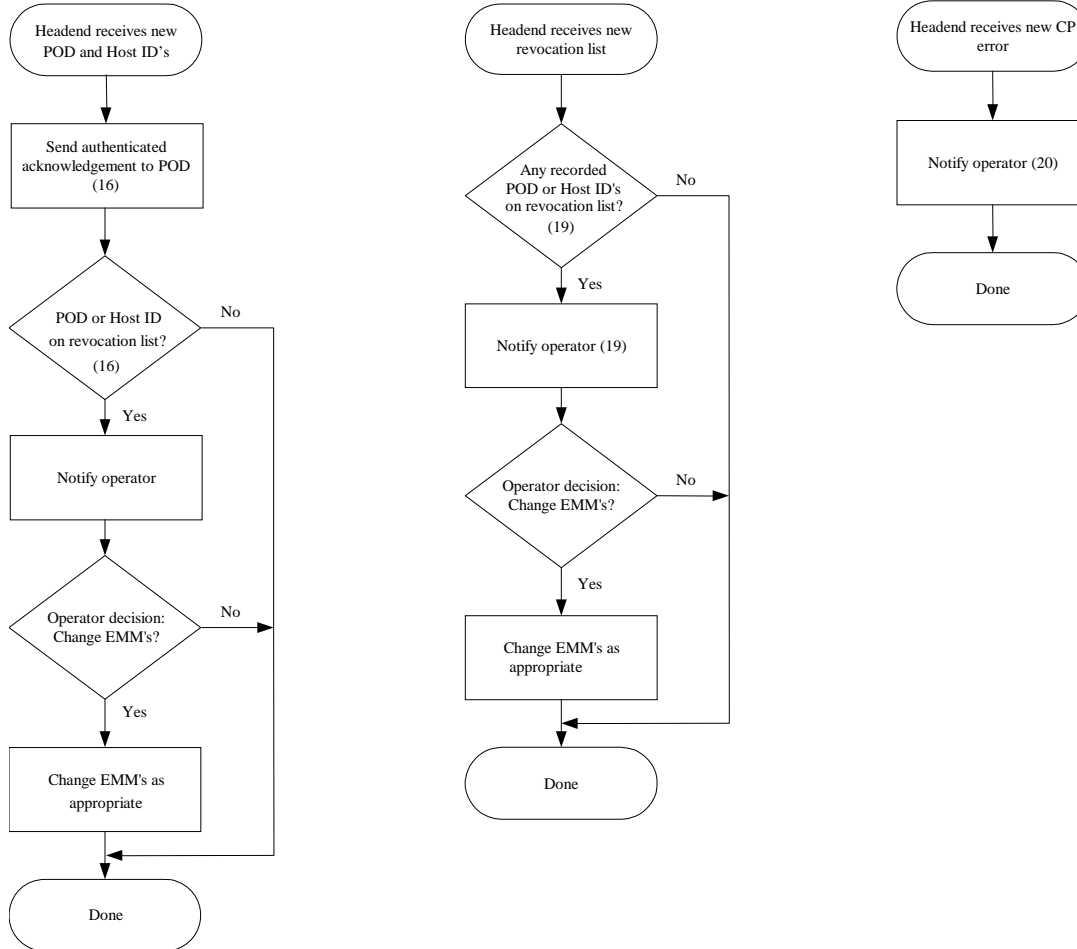 Headend receives new
POD and Host ID's
Send authenticated
acknowledgement to POD
(16)
POD or Host ID
on revocation list?
(16)
No
Yes
Notify operator
Operator decision:
Change EMM's?
No
Yes
Change EMM's as
appropriate
Done
Headend receives new
revocation list
Any recorded
POD or Host ID's
on revocation list?
(19)
No
Yes
Notify operator (19)
Operator decision:
Change EMM's?
No
Yes
Change EMM's as
appropriate
Done
Headend receives new CP
error
Notify operator (20)
Done